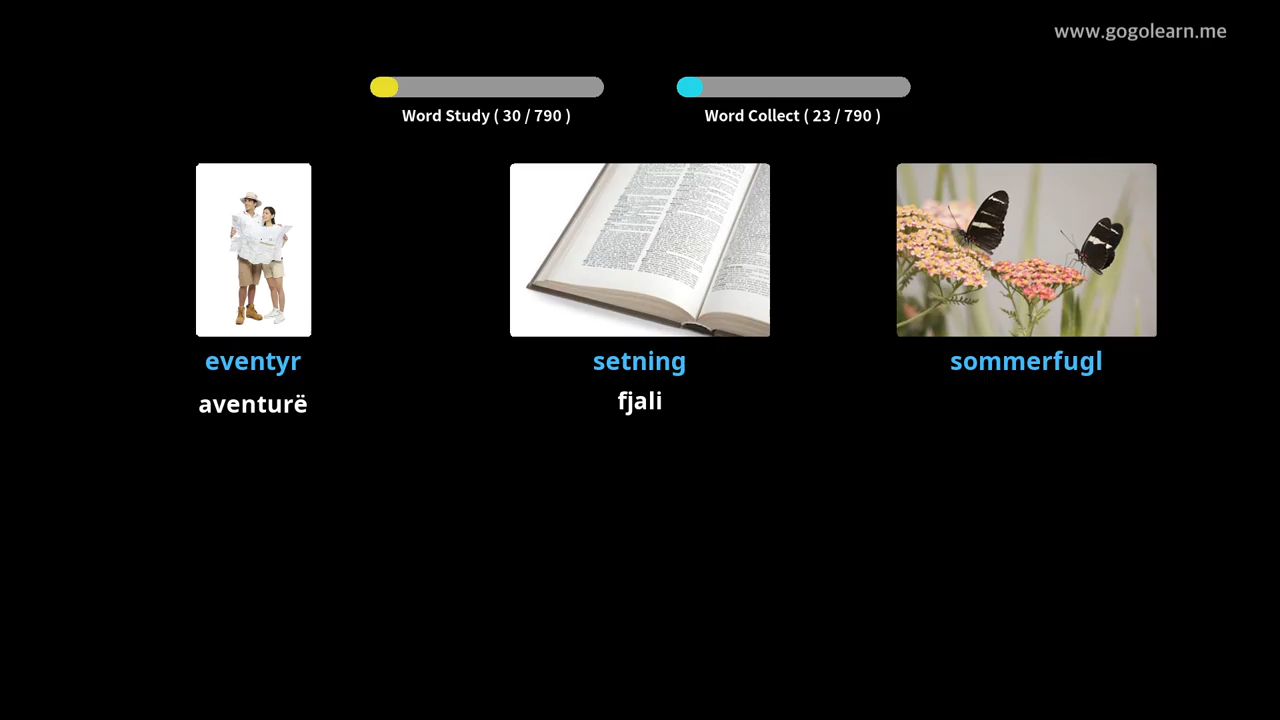 www.gogolearn.me
Word Study ( 30 / 790 )
Word Collect ( 23 / 790 )
eventyr
setning
sommerfugl
aventurë
fjali